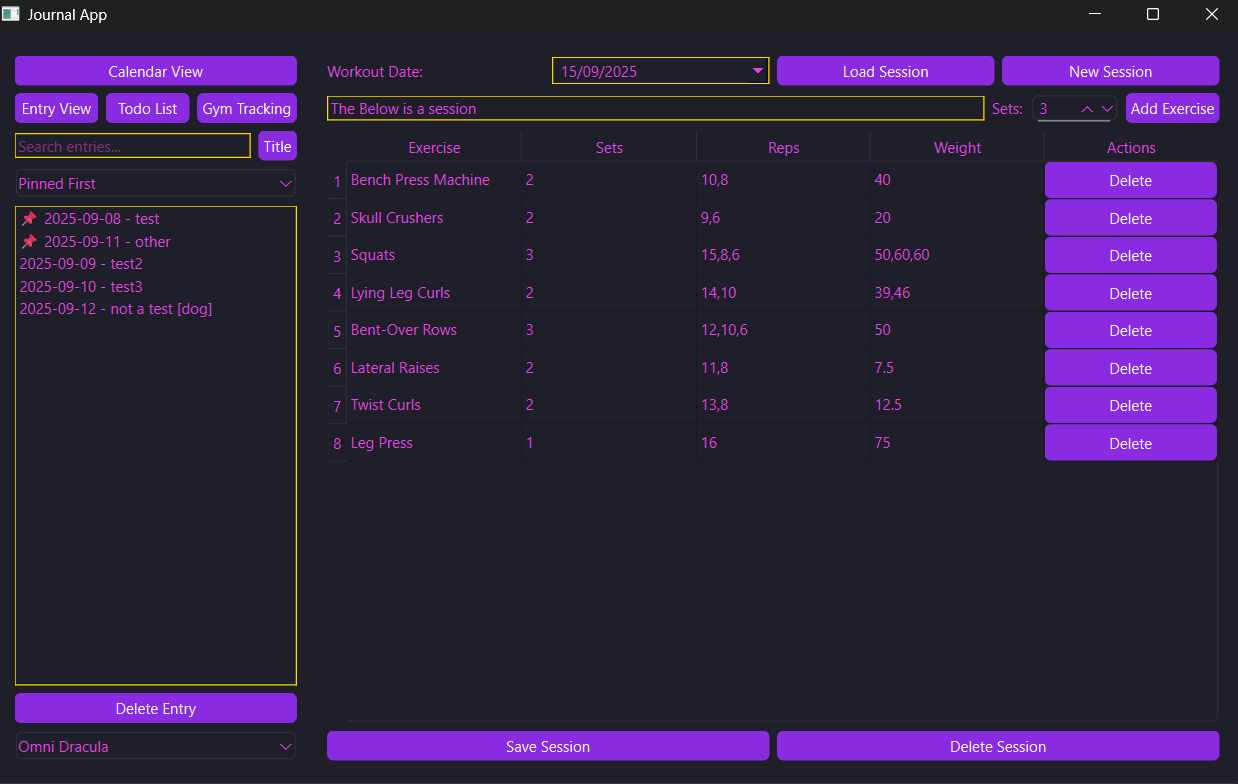 Journal App
Calendar View
Entry View Todo List Gym Tracking
Search entries... Title
Pinned First
2025-09-08 - test
2025-09-11 - other
2025-09-09 - test2
2025-09-10 - test3
2025-09-12 - not a test [dog]
Delete Entry
Omni Dracula
Workout Date: 15/09/2025 Load Session New Session
The Below is a session Sets: 3 Add Exercise
Exercise Sets Reps Weight Actions
1 Bench Press Machine 2 10,8 40 Delete
2 Skull Crushers 2 9,6 20 Delete
3 Squats 3 15,8,6 50,60,60 Delete
4 Lying Leg Curls 2 14,10 39,46 Delete
5 Bent-Over Rows 3 12,10,6 50 Delete
6 Lateral Raises 2 11,8 7.5 Delete
7 Twist Curls 2 13,8 12.5 Delete
8 Leg Press 1 16 75 Delete
Save Session Delete Session